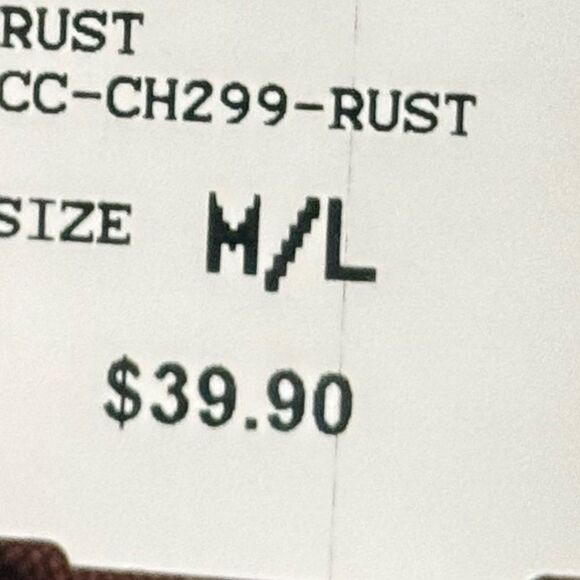 RUST
CC-CH299-RUST
SIZE M/L
$39.90